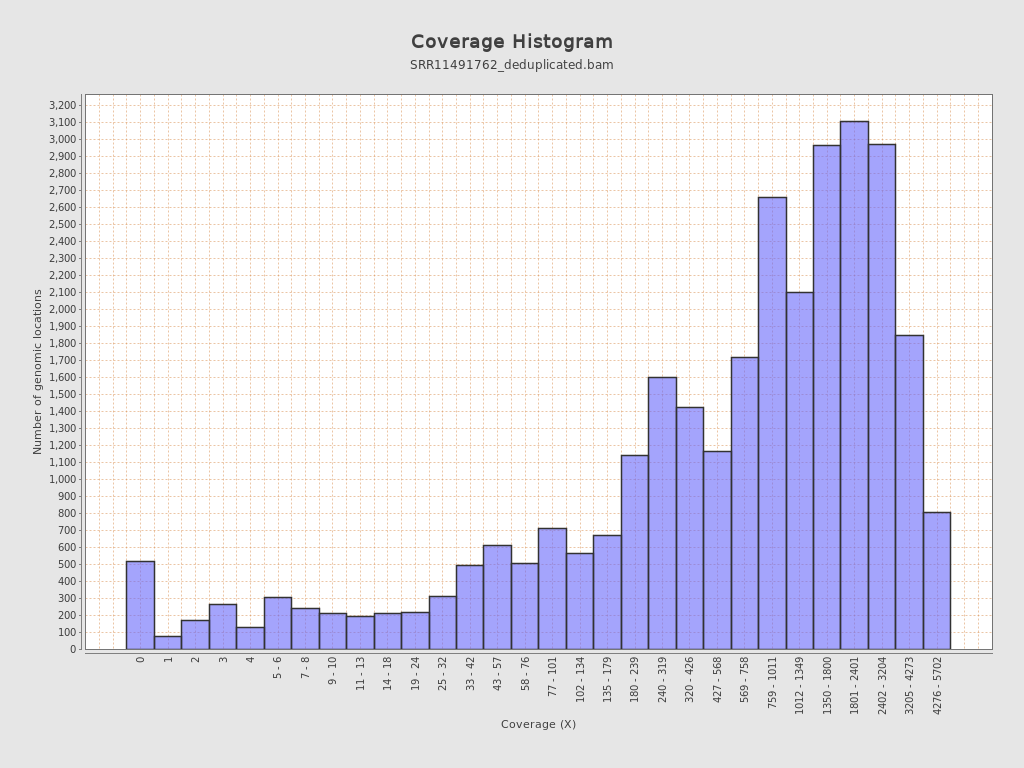 Coverage Histogram
SRR11491762_deduplicated.bam
3,200
3,100
3,000
2,900
2,800
2,700
2,600
2,500
2,400
2,300
2,200
2,100
2,000
1,900
1,800
1,700
1,600
1,500
1,400
1,300
1,200
1,100
1,000
900
800
700
600
500
400
300
200
100
0
Number of genomic locations
0
1
2
3
4
5 - 6
7 - 8
9 - 10
11 - 13
14 - 18
19 - 24
25 - 32
33 - 42
43 - 57
58 - 76
77 - 101
102 - 134
135 - 179
180 - 239
240 - 319
320 - 426
427 - 568
569 - 758
759 - 1011
1012 - 1349
1350 - 1800
1801 - 2401
2402 - 3204
3205 - 4273
4276 - 5702
Coverage (X)